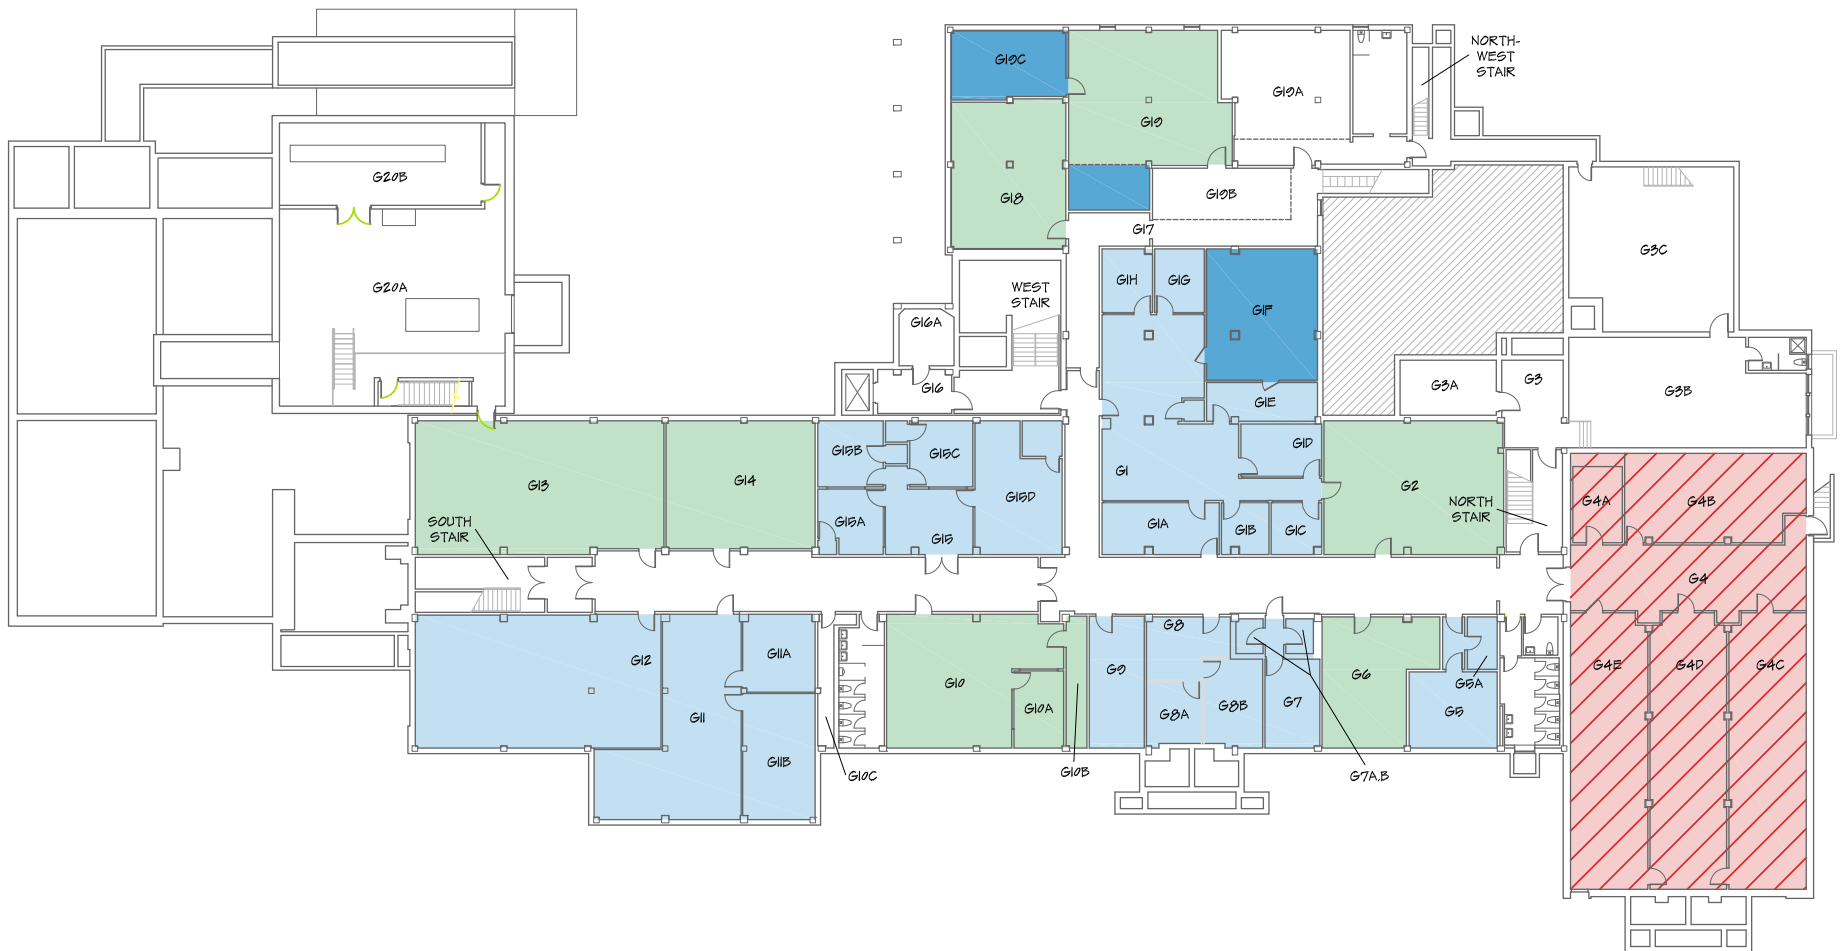 NORTH-
WEST
STAIR
G19C
G19A
G19
G20B
G18
G19B
G17
G3C
G1H
G1G
WEST
STAIR
G20A
G1F
G16A
G3A
G3
G16
G3B
G1E
G15B
G15C
G1D
G1
G13
G14
G2
G15D
G4A
G4B
NORTH
STAIR
SOUTH
STAIR
G15A
G1A
G1B
G1C
G15
G4
G8
G12
G11A
G9
G4E
G4D
G4C
G10
G6
G5A
G7
G8B
G10A
G8A
G5
G11
G11B
G10C
G10B
G7A,B